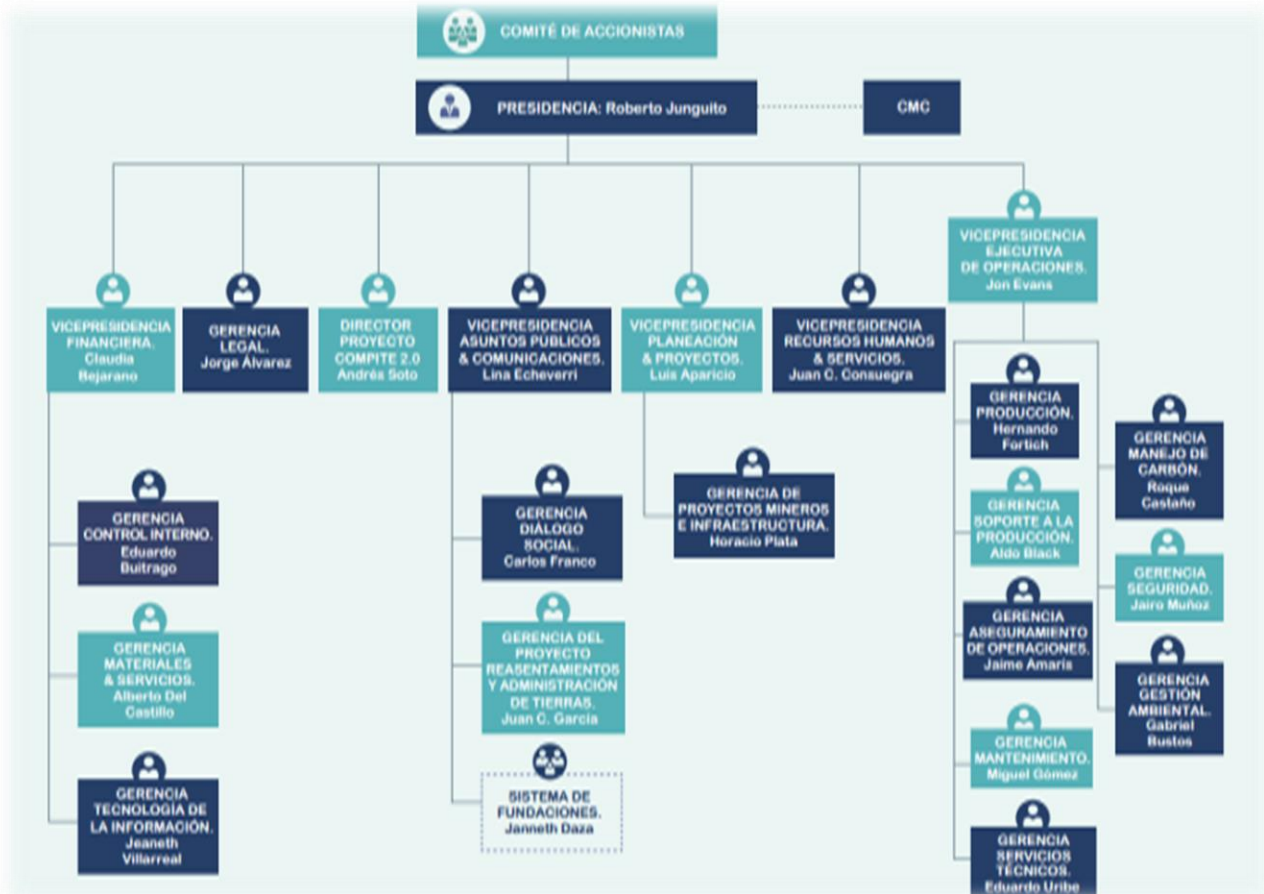 COMITÉ DE ACCIONISTAS
PRESIDENCIA: Roberto Junguito
CMC
VICEPRESIDENCIA
EJECUTIVA
DE OPERACIONES.
Jon Evans
VICEPRESIDENCIA
FINANCIERA.
Claudia
Bejarano
GERENCIA
LEGAL.
Jorge Álvarez
DIRECTOR
PROYECTO
COMPITE 2.0
Andrés Soto
VICEPRESIDENCIA
ASUNTOS PÚBLICOS
& COMUNICACIONES.
Lina Echeverri
VICEPRESIDENCIA
PLANEACIÓN
& PROYECTOS.
Luis Aparicio
VICEPRESIDENCIA
RECURSOS HUMANOS
& SERVICIOS.
Juan C. Consuegra
GERENCIA
CONTROL INTERNO.
Eduardo
Buitrago
GERENCIA
MATERIALES
& SERVICIOS.
Alberto Del
Castillo
GERENCIA
TECNOLOGÍA DE
LA INFORMACIÓN.
Jeaneth
Villarreal
GERENCIA
DIÁLOGO
SOCIAL.
Carlos Franco
GERENCIA DEL
PROYECTO
REASENTAMIENTOS
Y ADMINISTRACIÓN
DE TIERRAS.
Juan C. García
SISTEMA DE
FUNDACIONES.
Janneth Daza
GERENCIA DE
PROYECTOS MINEROS
E INFRAESTRUCTURA.
Horacio Plata
GERENCIA
PRODUCCIÓN.
Hernando
Fortich
GERENCIA
SOPORTE A LA
PRODUCCIÓN.
Aldo Black
GERENCIA
ASEGURAMIENTO
DE OPERACIONES.
Jaime Amaris
GERENCIA
MANTENIMIENTO.
Miguel Gómez
GERENCIA
SERVICIOS
TÉCNICOS.
Eduardo Uribe
GERENCIA
MANEJO DE
CARBÓN.
Roque
Castaño
GERENCIA
SEGURIDAD.
Jairo Muñoz
GERENCIA
GESTIÓN
AMBIENTAL.
Gabriel
Bustos